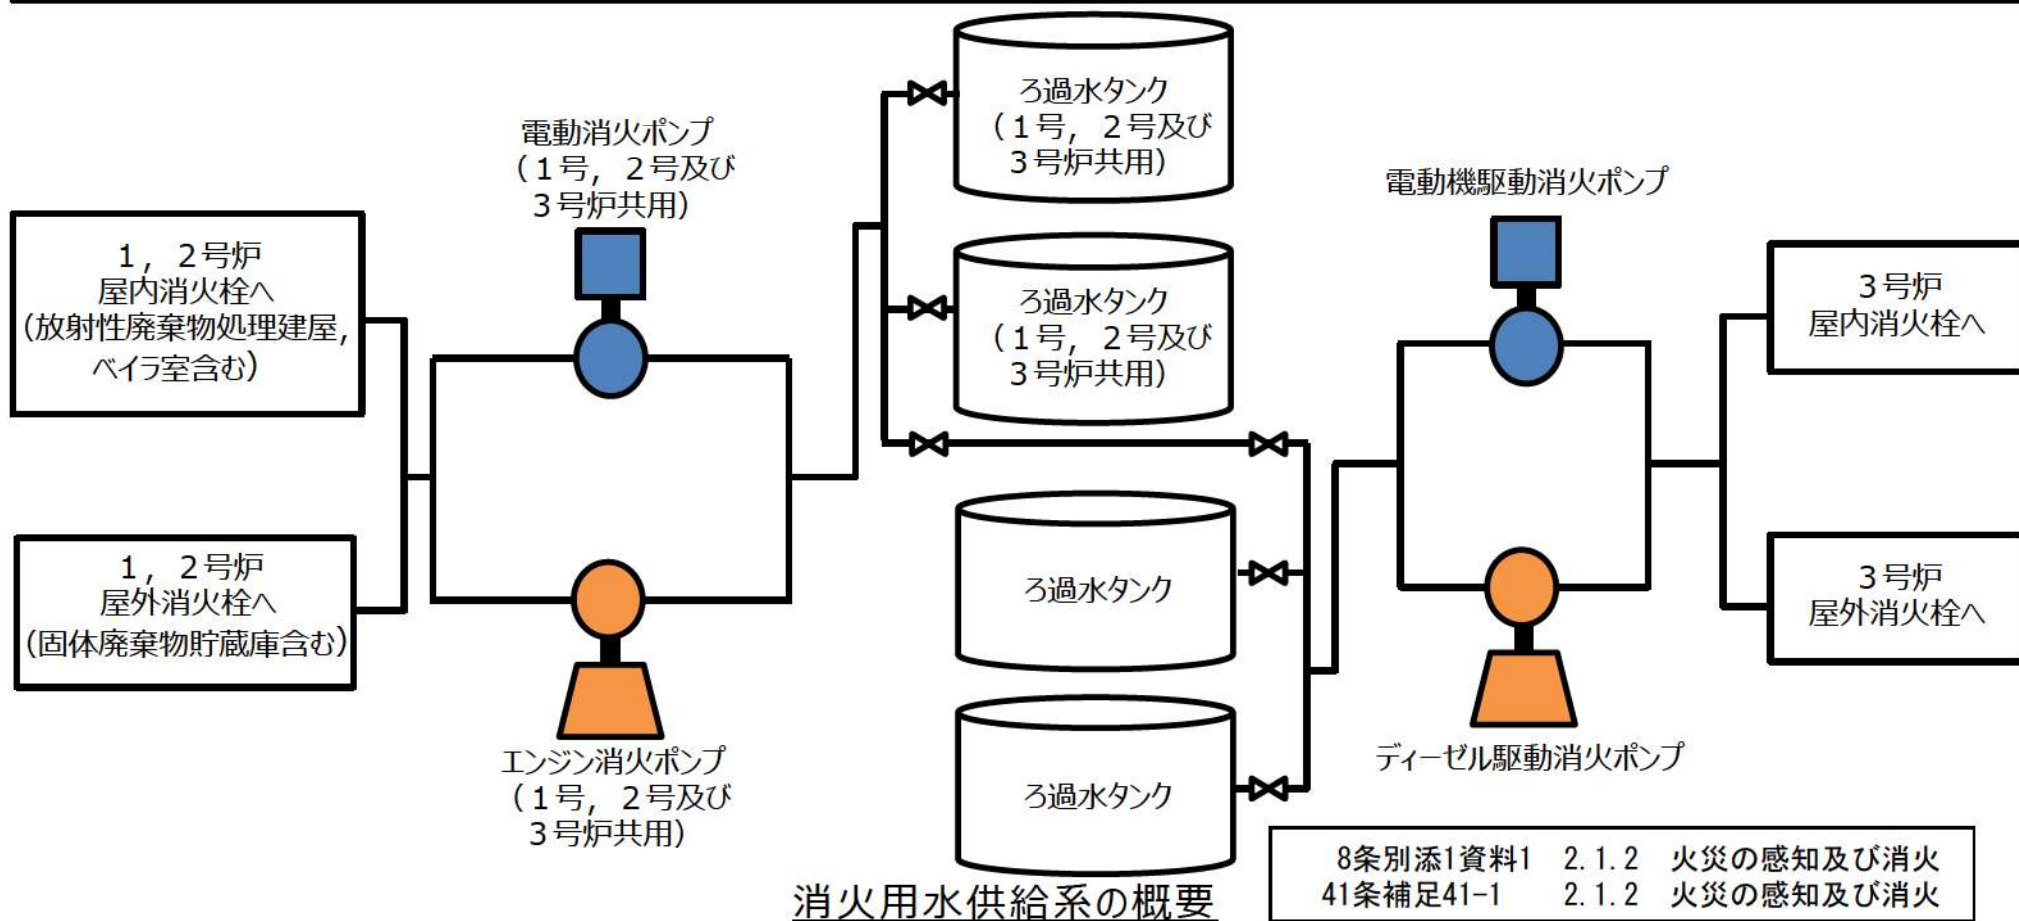 電動消火ポンプ
（１号，２号及び
３号炉共用）
１，２号炉
屋内消火栓へ
（放射性廃棄物処理建屋，
ベイラ室含む）
１，２号炉
屋外消火栓へ
（固体廃棄物貯蔵庫含む）
エンジン消火ポンプ
（１号，２号及び
３号炉共用）
ろ過水タンク
（１号，２号及び
３号炉共用）
ろ過水タンク
（１号，２号及び
３号炉共用）
ろ過水タンク
ろ過水タンク
電動機駆動消火ポンプ
３号炉
屋内消火栓へ
３号炉
屋外消火栓へ
ディーゼル駆動消火ポンプ
8条別添1資料1 2.1.2 火災の感知及び消火
41条補足41-1 2.1.2 火災の感知及び消火
消火用水供給系の概要